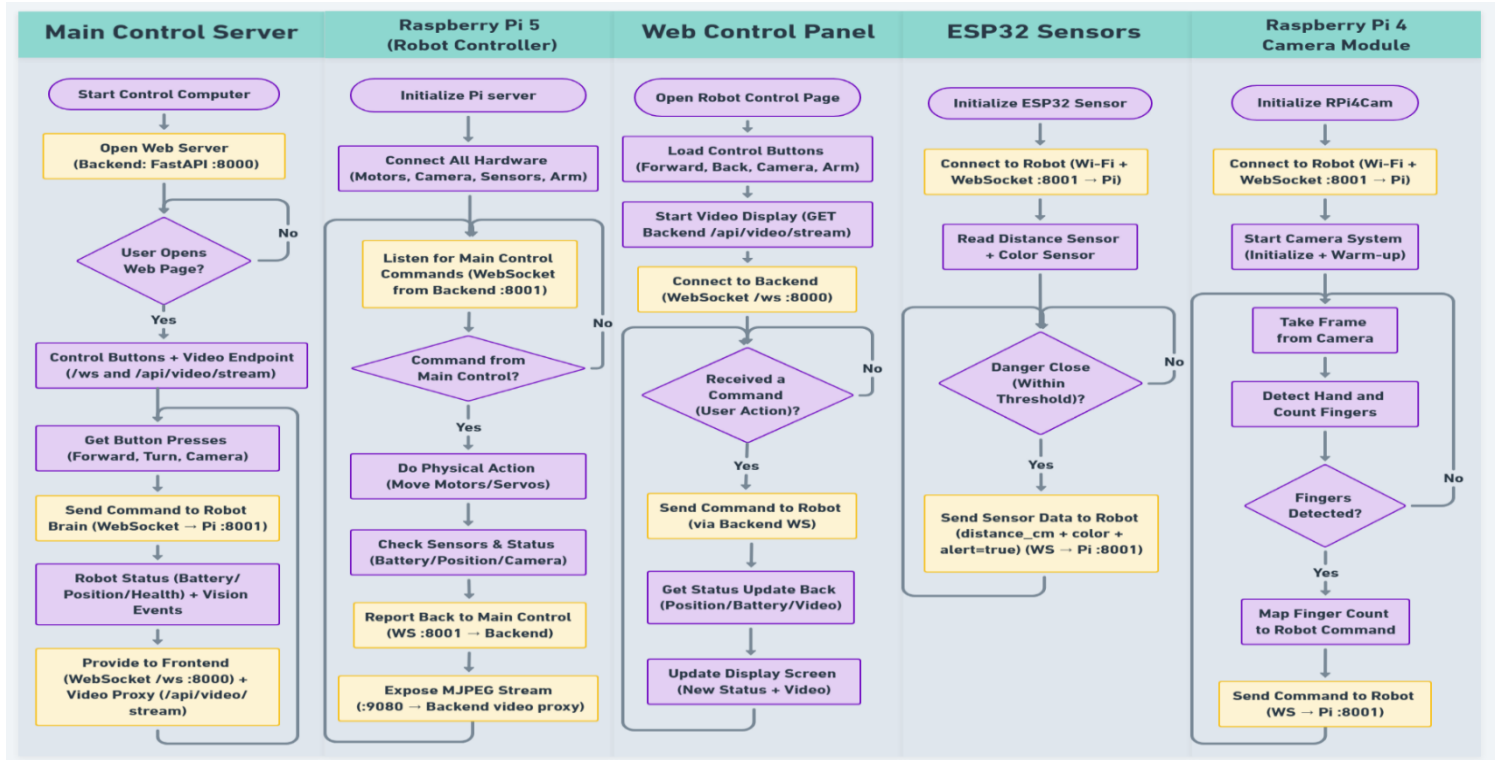 Main Control Server
Start Control Computer
Open Web Server
(Backend: FastAPI :8000)
No
User Opens
Web Page?
Yes
Control Buttons + Video Endpoint
(/ws and /api/video/stream)
Get Button Presses
(Forward, Turn, Camera)
Send Command to Robot
Brain (WebSocket → Pi :8001)
Robot Status (Battery/
Position/Health) + Vision
Events
Provide to Frontend
(WebSocket /ws :8000) +
Video Proxy (/api/video/
stream)
Raspberry Pi 5
(Robot Controller)
Initialize Pi server
Connect All Hardware
(Motors, Camera, Sensors, Arm)
Listen for Main Control
Commands (WebSocket
from Backend :8001)
No
Command from
Main Control?
Yes
Do Physical Action
(Move Motors/Servos)
Check Sensors & Status
(Battery/Position/Camera)
Report Back to Main Control
(WS :8001 → Backend)
Expose MJPEG Stream
(:9080 → Backend video proxy)
Web Control Panel
Open Robot Control Page
Load Control Buttons
(Forward, Back, Camera, Arm)
Start Video Display (GET
Backend /api/video/stream)
Connect to Backend
(WebSocket /ws :8000)
No
Received a
Command
(User Action)?
Yes
Send Command to Robot
(via Backend WS)
Get Status Update Back
(Position/Battery/Video)
Update Display Screen
(New Status + Video)
ESP32 Sensors
Initialize ESP32 Sensor
Connect to Robot (Wi-Fi +
WebSocket :8001 → Pi)
Read Distance Sensor
+ Color Sensor
No
Danger Close
(Within
Threshold)?
Yes
Send Sensor Data to Robot
(distance_cm + color +
alert=true) (WS → Pi :8001)
Raspberry Pi 4
Camera Module
Initialize RPi4Cam
Connect to Robot (Wi-Fi +
WebSocket :8001 → Pi)
Start Camera System
(Initialize + Warm-up)
Take Frame
from Camera
Detect Hand and
Count Fingers
No
Fingers
Detected?
Yes
Map Finger Count
to Robot Command
Send Command to Robot
(WS → Pi :8001)